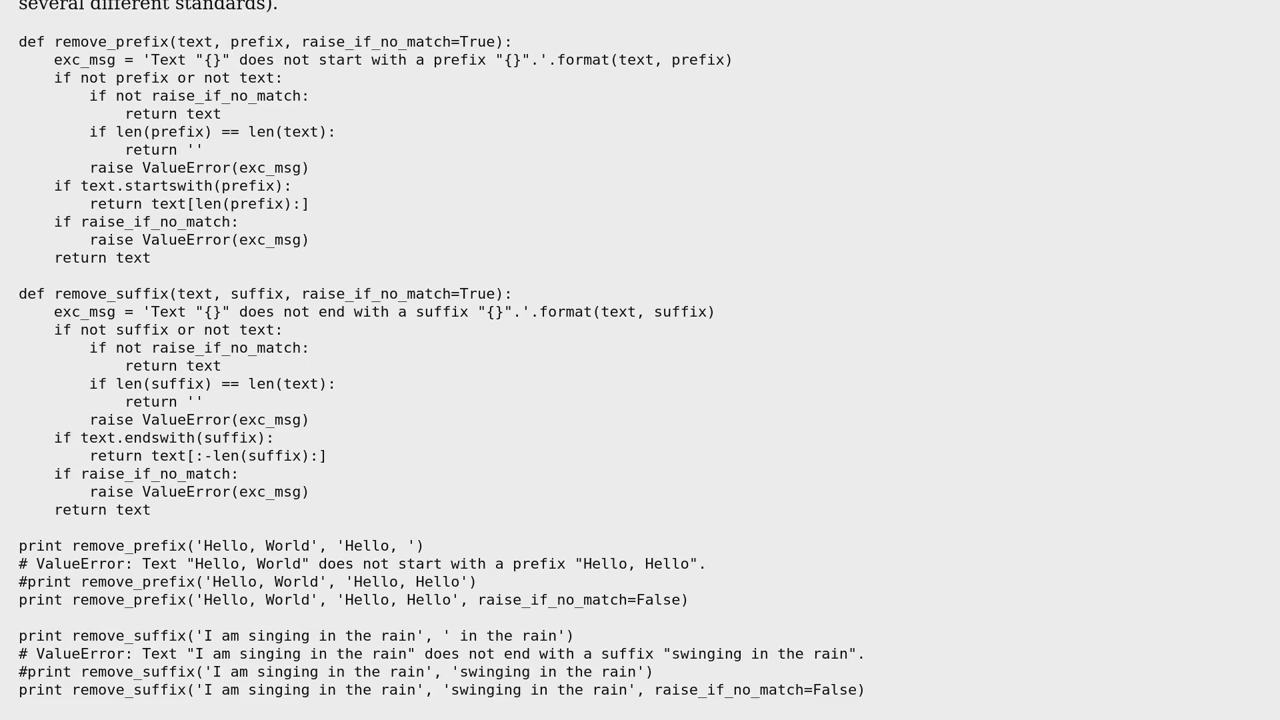 several different standards).
def remove_prefix(text, prefix, raise_if_no_match=True):
    exc_msg = 'Text "{}" does not start with a prefix "{}".'.format(text, prefix)
    if not prefix or not text:
        if not raise_if_no_match:
            return text
        if len(prefix) == len(text):
            return ''
        raise ValueError(exc_msg)
    if text.startswith(prefix):
        return text[len(prefix):]
    if raise_if_no_match:
        raise ValueError(exc_msg)
    return text

def remove_suffix(text, suffix, raise_if_no_match=True):
    exc_msg = 'Text "{}" does not end with a suffix "{}".'.format(text, suffix)
    if not suffix or not text:
        if not raise_if_no_match:
            return text
        if len(suffix) == len(text):
            return ''
        raise ValueError(exc_msg)
    if text.endswith(suffix):
        return text[:-len(suffix):]
    if raise_if_no_match:
        raise ValueError(exc_msg)
    return text

print remove_prefix('Hello, World', 'Hello, ')
# ValueError: Text "Hello, World" does not start with a prefix "Hello, Hello".
#print remove_prefix('Hello, World', 'Hello, Hello')
print remove_prefix('Hello, World', 'Hello, Hello', raise_if_no_match=False)

print remove_suffix('I am singing in the rain', ' in the rain')
# ValueError: Text "I am singing in the rain" does not end with a suffix "swinging in the rain".
#print remove_suffix('I am singing in the rain', 'swinging in the rain')
print remove_suffix('I am singing in the rain', 'swinging in the rain', raise_if_no_match=False)